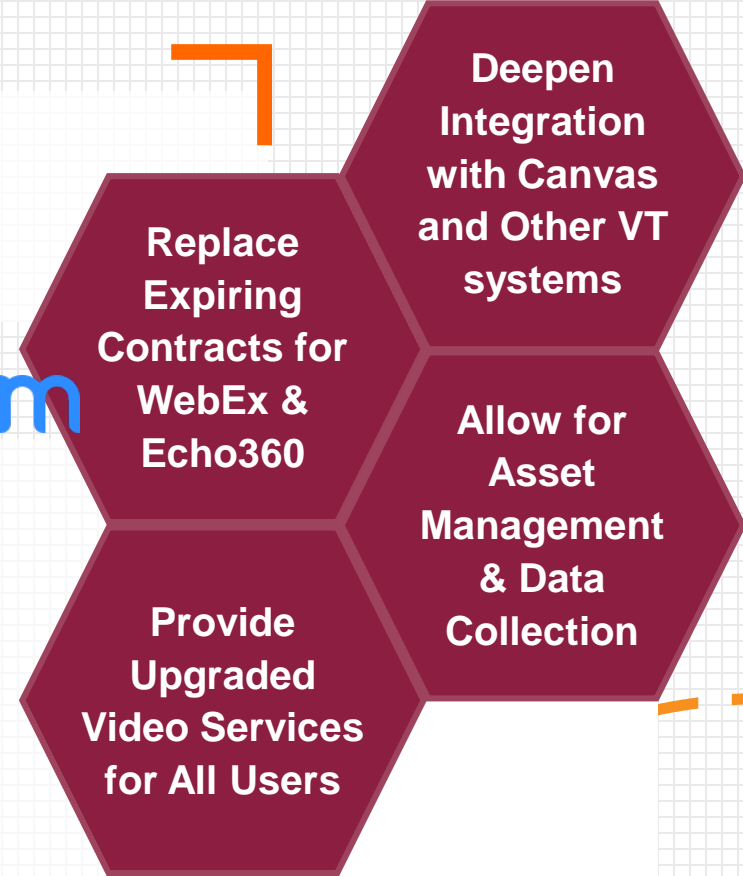 Deepen
Integration
with Canvas
and Other VT
systems
Replace
Expiring
Contracts for
WebEx &
Echo360
m
Allow for
Asset
Management
& Data
Collection
Provide
Upgraded
Video Services
for All Users